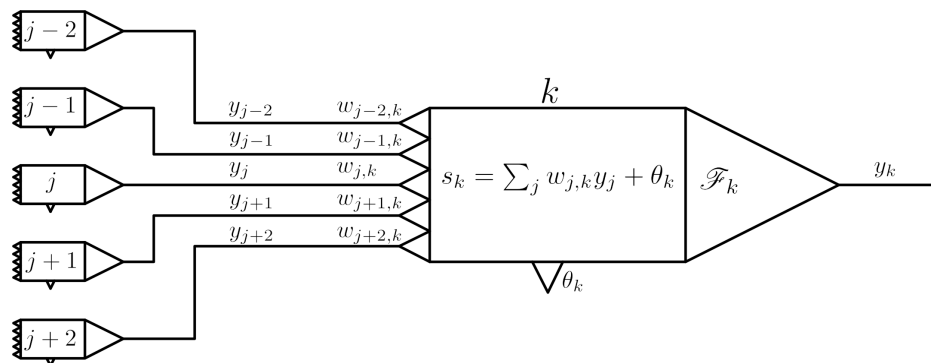 j − 2
j − 1
j
j + 1
j + 2
y_{j−2} w_{j−2,k}
y_{j−1} w_{j−1,k}
y_j w_{j,k}
y_{j+1} w_{j+1,k}
y_{j+2} w_{j+2,k}
k
s_k = ∑_j w_{j,k} y_j + θ_k
ℱ_k
θ_k
y_k